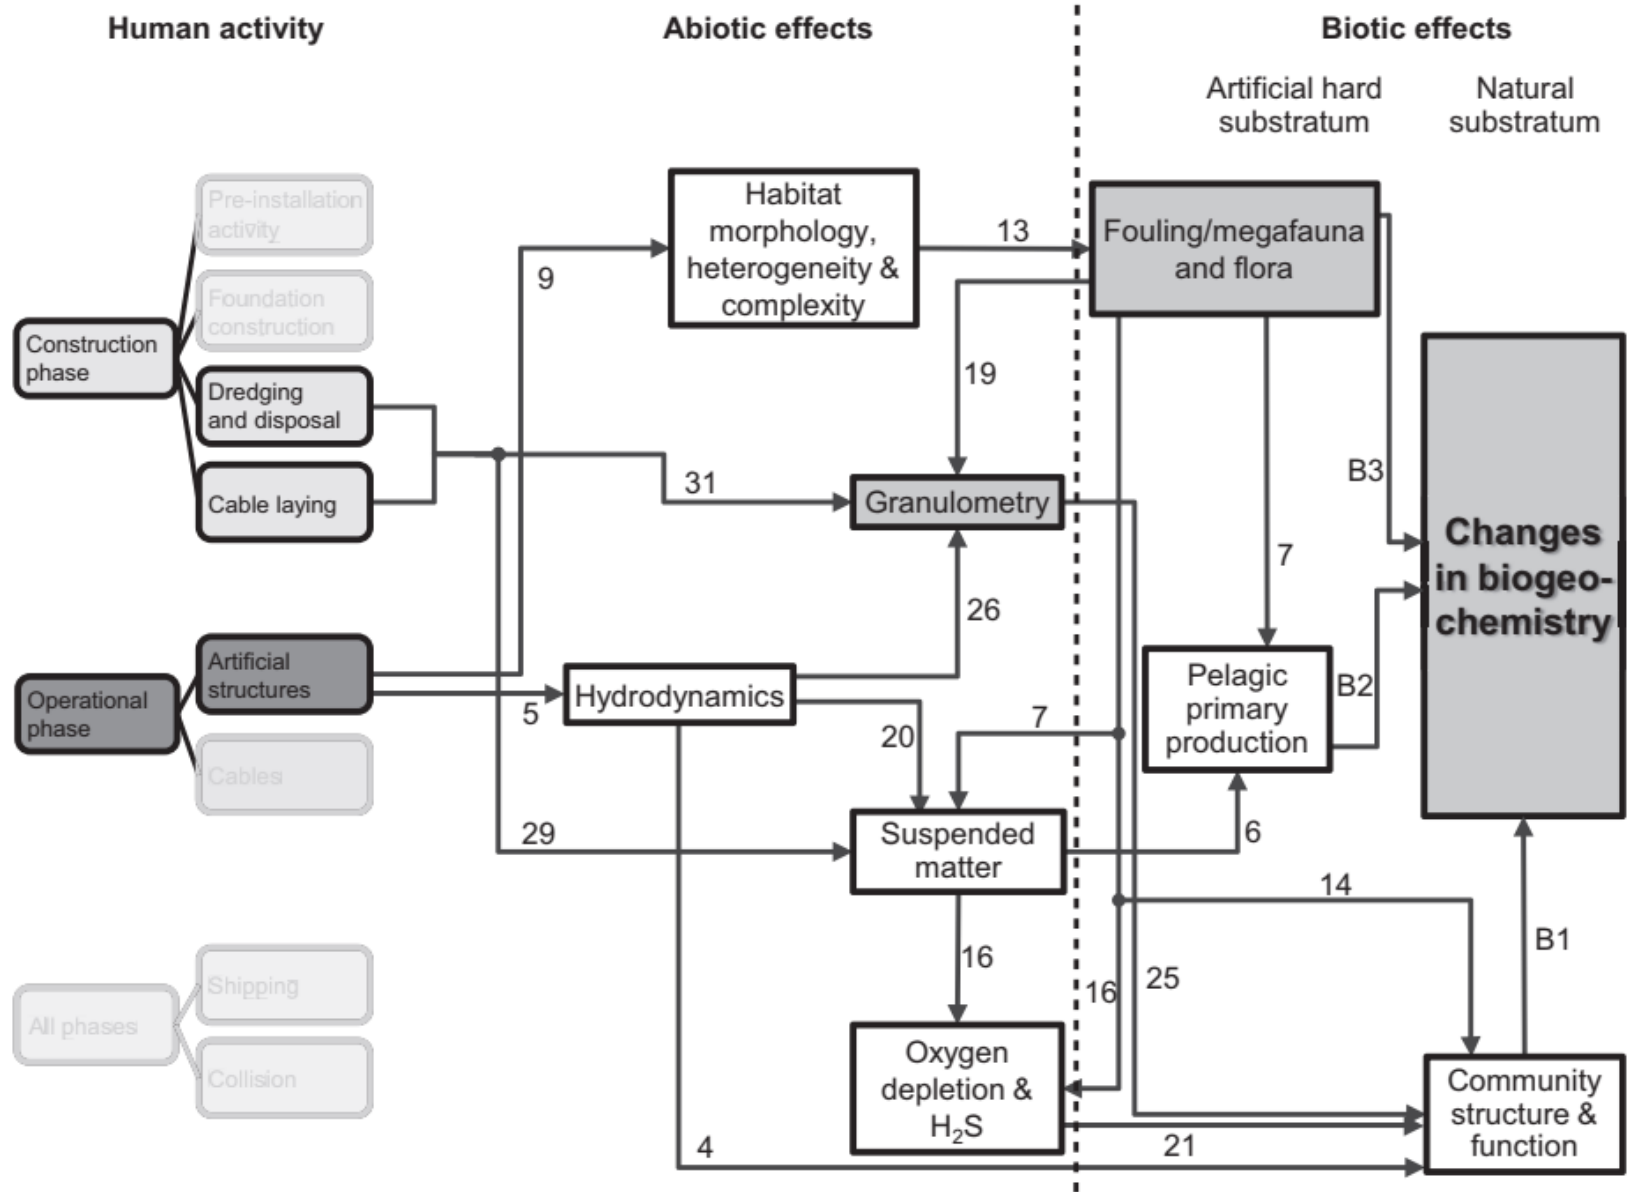 Human activity
Abiotic effects
Biotic effects
Artificial hard
substratum
Natural
substratum
Pre-installation
activity
Foundation
construction
Construction
phase
Dredging
and disposal
Cable laying
Habitat
morphology,
heterogeneity &
complexity
9
13
Fouling/megafauna
and flora
19
31
Granulometry
B3
Changes
in biogeo-
chemistry
7
26
Artificial
structures
Operational
phase
Cables
5
Hydrodynamics
20
7
Pelagic
primary
production
B2
29
Suspended
matter
6
14
16
16
25
B1
Shipping
All phases
Collision
Oxygen
depletion &
H₂S
Community
structure &
function
4
21